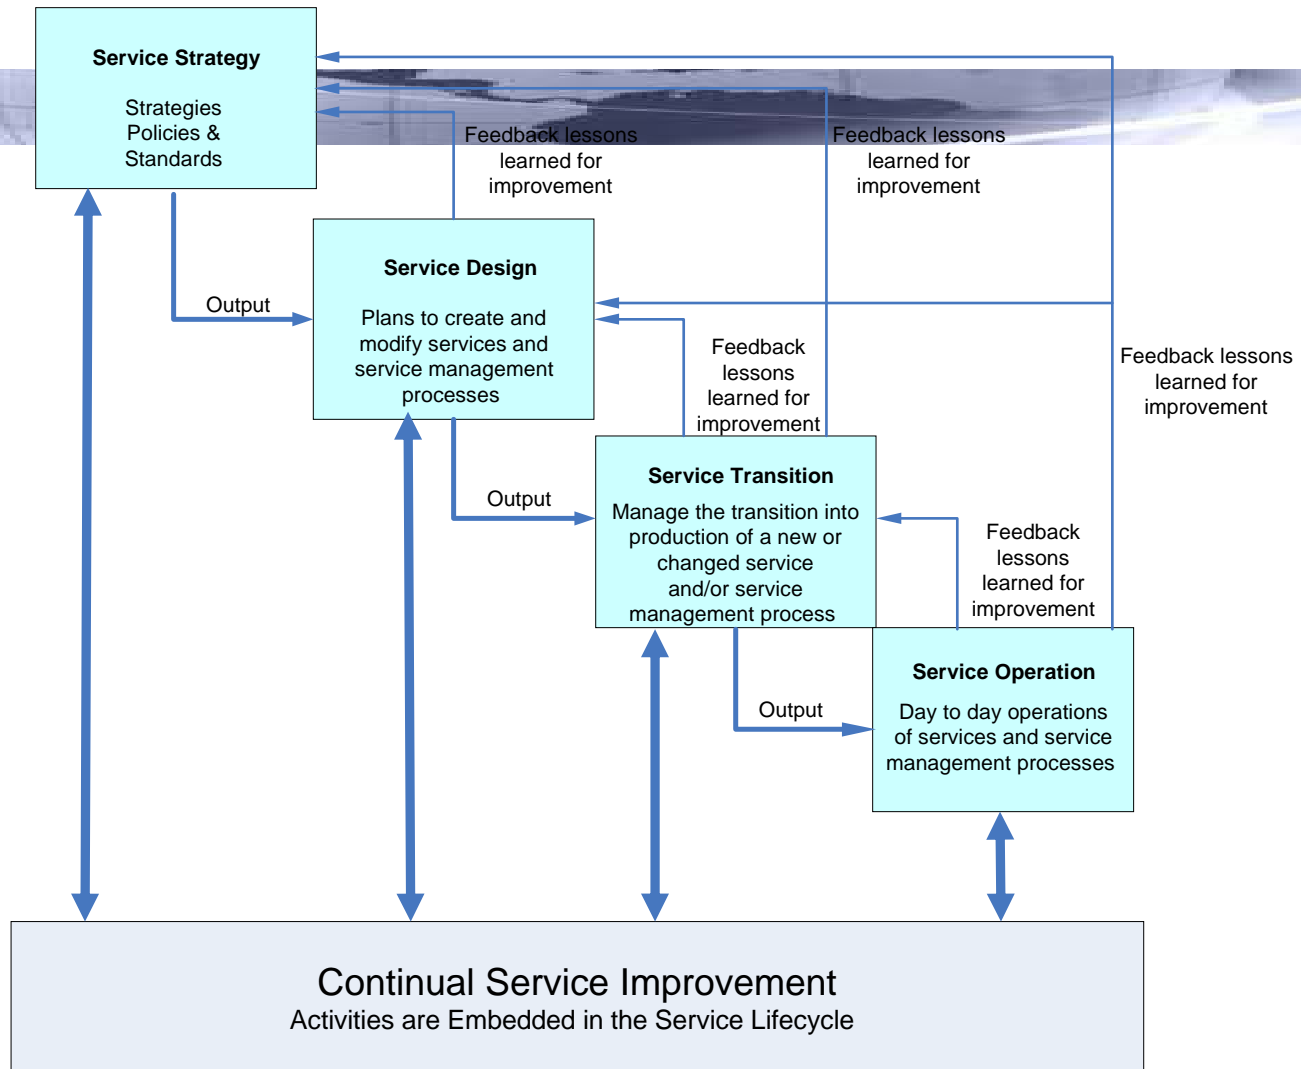 Service Strategy
Strategies
Policies &
Standards
Feedback lessons
learned for
improvement
Feedback lessons
learned for
improvement
Service Design
Plans to create and
modify services and
service management
processes
Output
Feedback
lessons
learned for
improvement
Feedback lessons
learned for
improvement
Service Transition
Manage the transition into
production of a new or
changed service
and/or service
management process
Output
Feedback
lessons
learned for
improvement
Service Operation
Day to day operations
of services and service
management processes
Output
Continual Service Improvement
Activities are Embedded in the Service Lifecycle